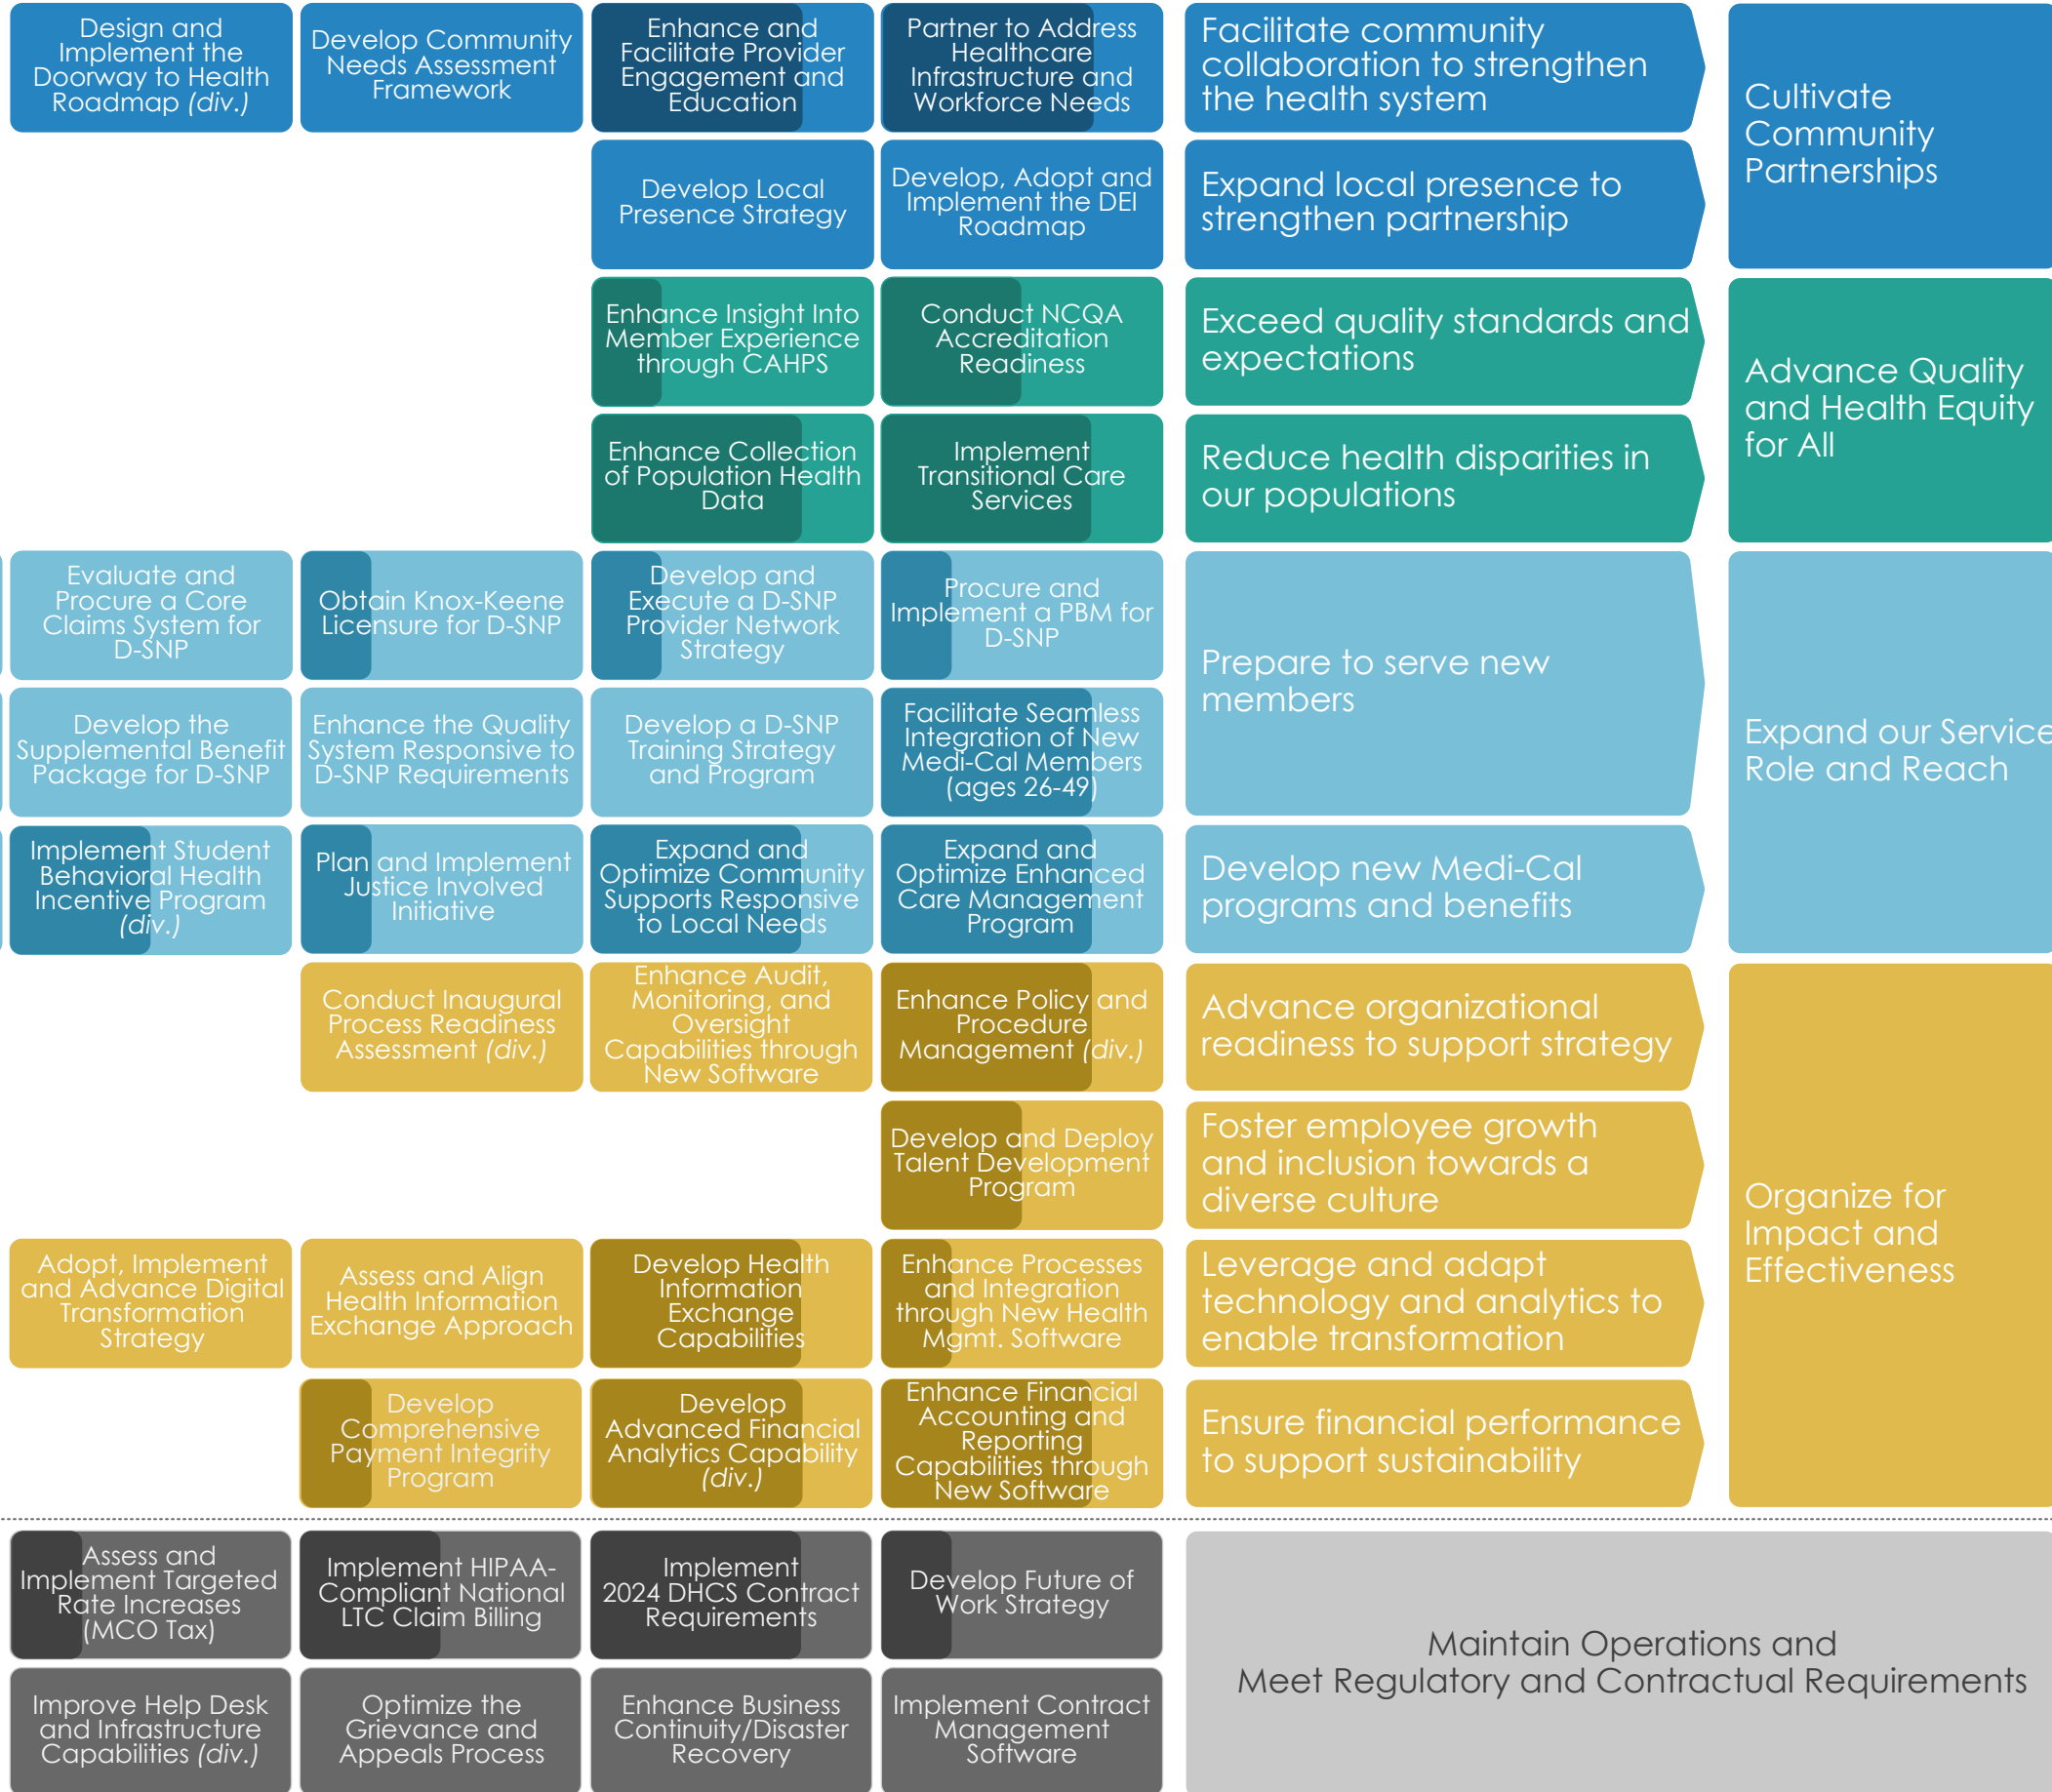 Design and
Implement the
Doorway to Health
Roadmap (div.)
Develop Community
Needs Assessment
Framework
Enhance and
Facilitate Provider
Engagement and
Education
Partner to Address
Healthcare
Infrastructure and
Workforce Needs
Facilitate community
collaboration to strengthen
the health system
Cultivate
Community
Partnerships
Develop Local
Presence Strategy
Develop, Adopt and
Implement the DEI
Roadmap
Expand local presence to
strengthen partnership
Enhance Insight Into
Member Experience
through CAHPS
Conduct NCQA
Accreditation
Readiness
Exceed quality standards and
expectations
Advance Quality
and Health Equity
for All
Enhance Collection
of Population Health
Data
Implement
Transitional Care
Services
Reduce health disparities in
our populations
Evaluate and
Procure a Core
Claims System for
D-SNP
Obtain Knox-Keene
Licensure for D-SNP
Develop and
Execute a D-SNP
Provider Network
Strategy
Procure and
Implement a PBM for
D-SNP
Prepare to serve new
members
Expand our Service
Role and Reach
Develop the
Supplemental Benefit
Package for D-SNP
Enhance the Quality
System Responsive to
D-SNP Requirements
Develop a D-SNP
Training Strategy
and Program
Facilitate Seamless
Integration of New
Medi-Cal Members
(ages 26-49)
Implement Student
Behavioral Health
Incentive Program
(div.)
Plan and Implement
Justice Involved
Initiative
Expand and
Optimize Community
Supports Responsive
to Local Needs
Expand and
Optimize Enhanced
Care Management
Program
Develop new Medi-Cal
programs and benefits
Conduct Inaugural
Process Readiness
Assessment (div.)
Enhance Audit,
Monitoring, and
Oversight
Capabilities through
New Software
Enhance Policy and
Procedure
Management (div.)
Advance organizational
readiness to support strategy
Organize for
Impact and
Effectiveness
Develop and Deploy
Talent Development
Program
Foster employee growth
and inclusion towards a
diverse culture
Adopt, Implement
and Advance Digital
Transformation
Strategy
Assess and Align
Health Information
Exchange Approach
Develop Health
Information
Exchange
Capabilities
Enhance Processes
and Integration
through New Health
Mgmt. Software
Leverage and adapt
technology and analytics to
enable transformation
Develop
Comprehensive
Payment Integrity
Program
Develop
Advanced Financial
Analytics Capability
(div.)
Enhance Financial
Accounting and
Reporting
Capabilities through
New Software
Ensure financial performance
to support sustainability
Assess and
Implement Targeted
Rate Increases
(MCO Tax)
Implement HIPAA-
Compliant National
LTC Claim Billing
Implement
2024 DHCS Contract
Requirements
Develop Future of
Work Strategy
Maintain Operations and
Meet Regulatory and Contractual Requirements
Improve Help Desk
and Infrastructure
Capabilities (div.)
Optimize the
Grievance and
Appeals Process
Enhance Business
Continuity/Disaster
Recovery
Implement Contract
Management
Software